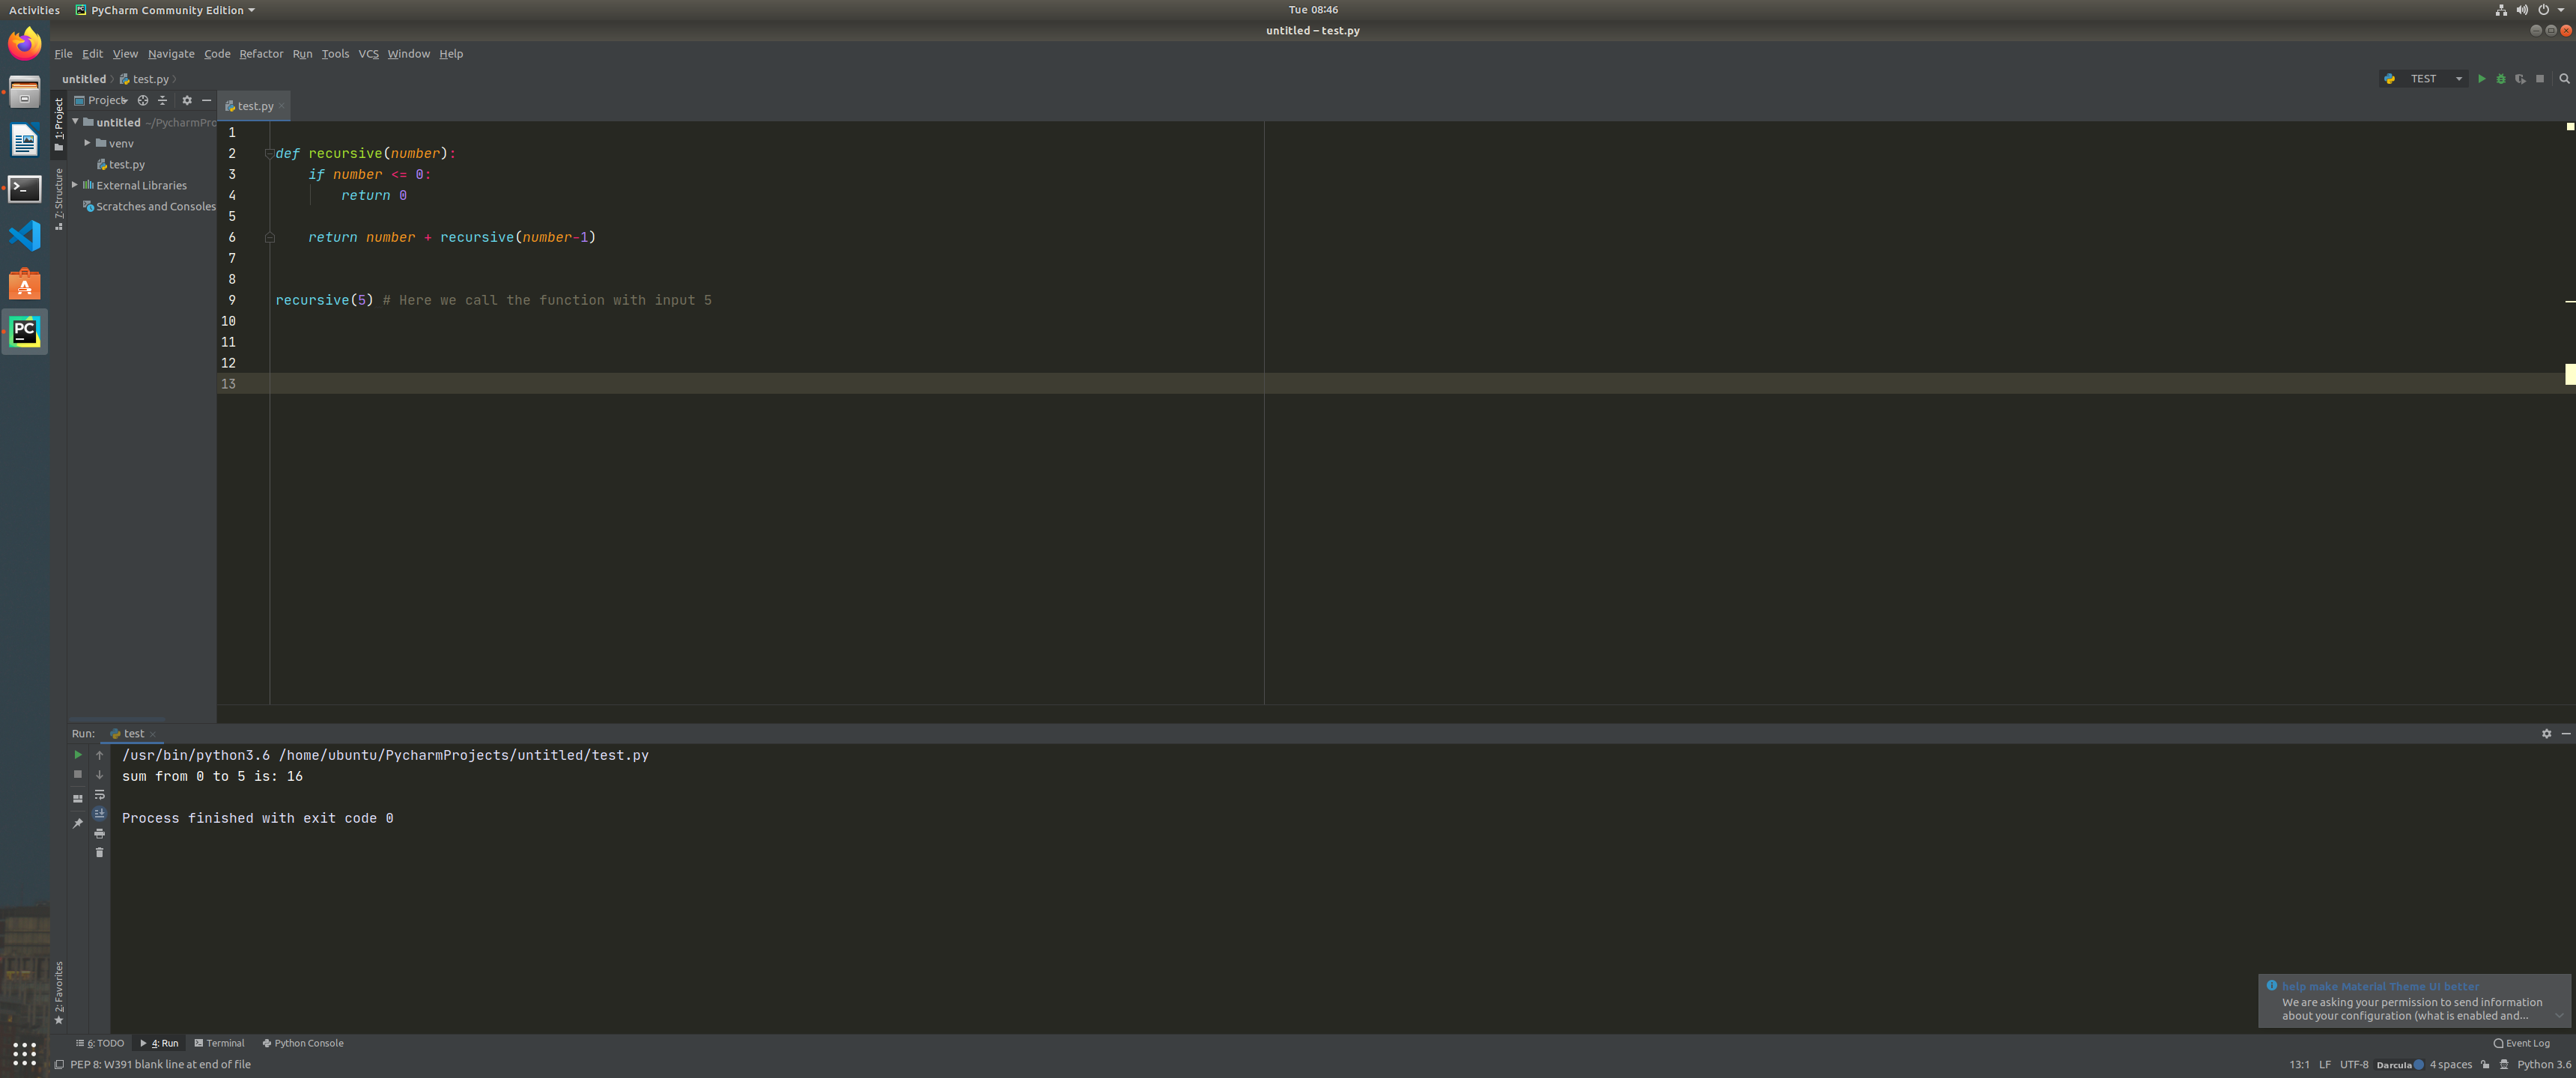 Activities PyCharm Community Edition Tue 08:46
untitled – test.py
File Edit View Navigate Code Refactor Run Tools VCS Window Help
untitled test.py TEST
1: Project
Project
test.py
untitled ~/PycharmPro
venv
test.py
External Libraries
Scratches and Consoles
7: Structure
1
2 def recursive(number):
3 if number <= 0:
4 return 0
5
6 return number + recursive(number-1)
7
8
9 recursive(5) # Here we call the function with input 5
10
11
12
13
Run: test
/usr/bin/python3.6 /home/ubuntu/PycharmProjects/untitled/test.py
sum from 0 to 5 is: 16
Process finished with exit code 0
2: Favorites
help make Material Theme UI better
We are asking your permission to send information
about your configuration (what is enabled and...
6: TODO 4: Run Terminal Python Console Event Log
PEP 8: W391 blank line at end of file 13:1 LF UTF-8 Darcula 4 spaces Python 3.6